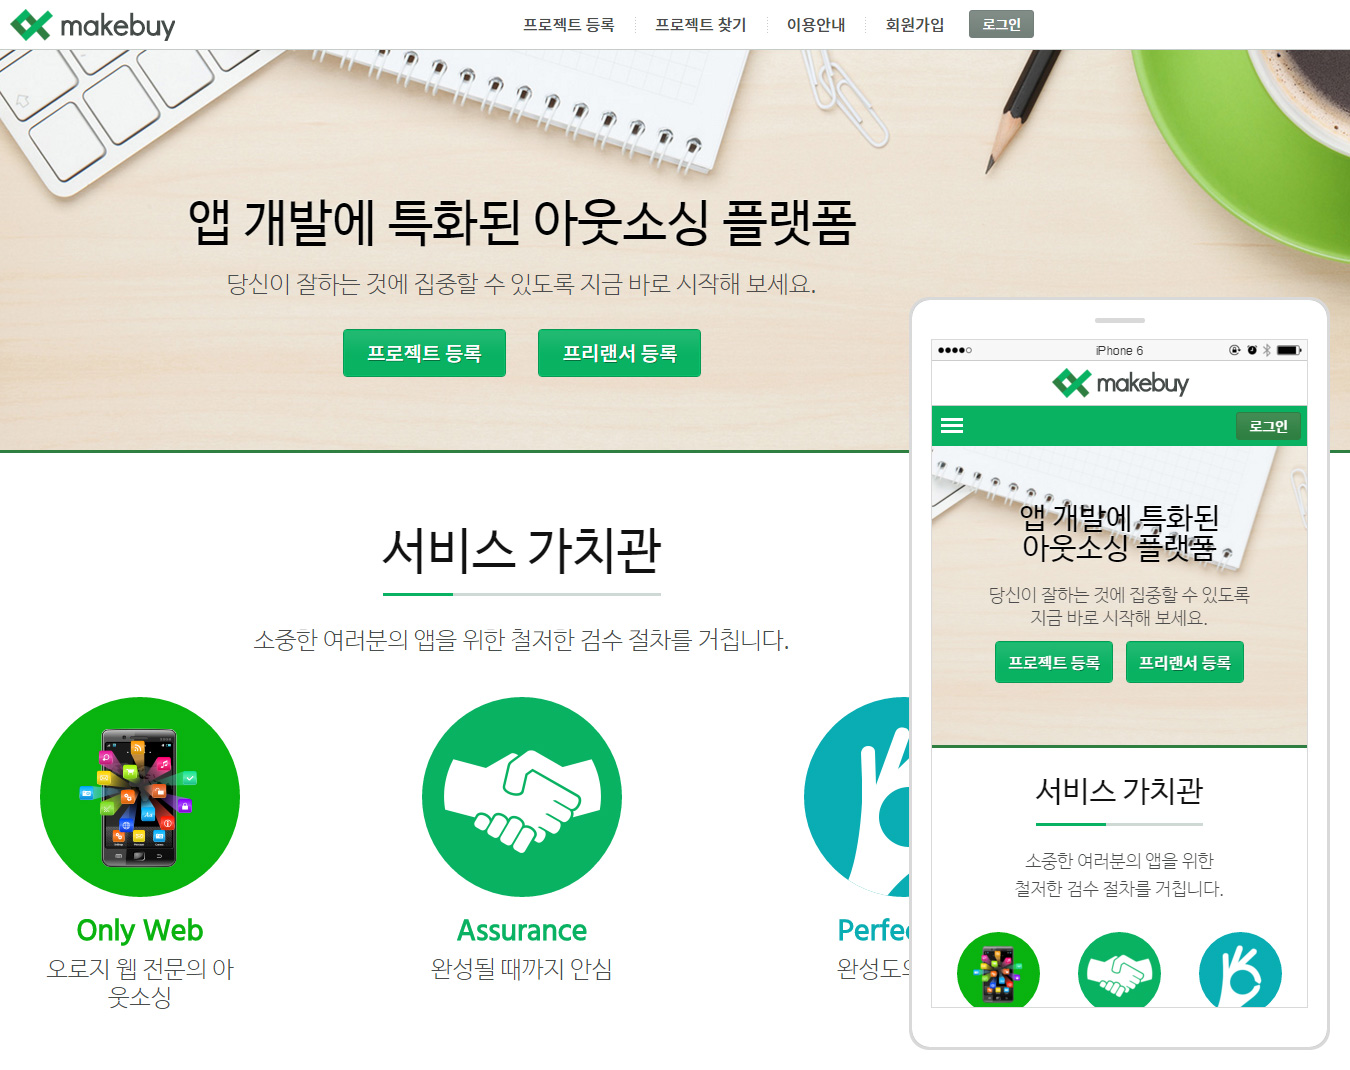 makebuy
프로젝트 등록
프로젝트 찾기
이용안내
회원가입
로그인
앱 개발에 특화된 아웃소싱 플랫폼
당신이 잘하는 것에 집중할 수 있도록 지금 바로 시작해 보세요.
프로젝트 등록
프리랜서 등록
서비스 가치관
소중한 여러분의 앱을 위한 철저한 검수 절차를 거칩니다.
Only Web
오로지 웹 전문의 아
웃소싱
Assurance
완성될 때까지 안심
Perfec
완성도의
iPhone 6
makebuy
로그인
앱 개발에 특화된
아웃소싱 플랫폼
당신이 잘하는 것에 집중할 수 있도록
지금 바로 시작해 보세요.
프로젝트 등록
프리랜서 등록
서비스 가치관
소중한 여러분의 앱을 위한
철저한 검수 절차를 거칩니다.